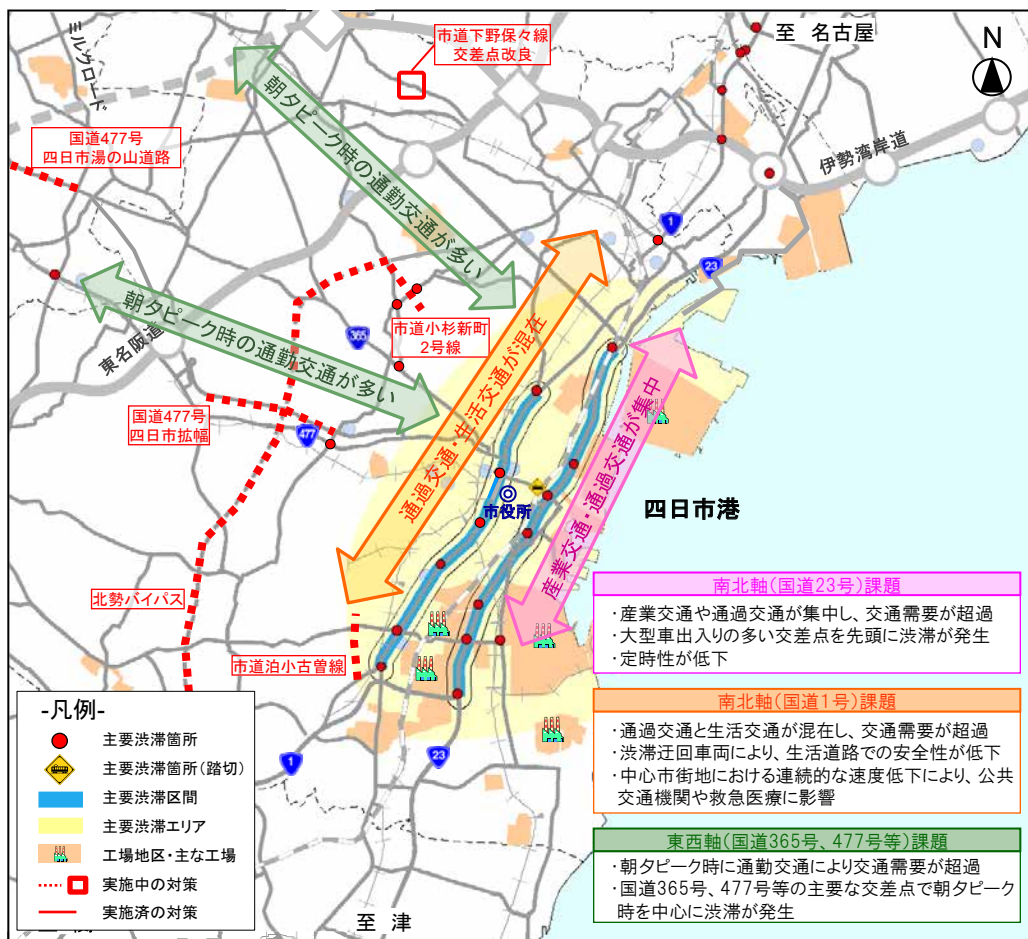 市道下野保々線
交差点改良
至 名古屋
N
ミルクロード
朝夕ピーク時の通勤交通が多い
国道477号
四日市湯の山道路
伊勢湾岸道
1
23
朝夕ピーク時の通勤交通が多い
365
市道小杉新町
2号線
東名阪道
通過交通・生活交通が混在
国道477号
四日市拡幅
477
産業交通・通過交通が集中
市役所
四日市港
北勢バイパス
市道泊小古曽線
南北軸(国道23号)課題
・産業交通や通過交通が集中し、交通需要が超過
・大型車出入りの多い交差点を先頭に渋滞が発生
・定時性が低下
南北軸(国道1号)課題
・通過交通と生活交通が混在し、交通需要が超過
・渋滞迂回車両により、生活道路での安全性が低下
・中心市街地における連続的な速度低下により、公共
交通機関や救急医療に影響
東西軸(国道365号、477号等)課題
・朝夕ピーク時に通勤交通により交通需要が超過
・国道365号、477号等の主要な交差点で朝夕ピーク
時を中心に渋滞が発生
-凡例-
主要渋滞箇所
主要渋滞箇所(踏切)
主要渋滞区間
主要渋滞エリア
工場地区・主な工場
実施中の対策
実施済の対策
1
23
至 津